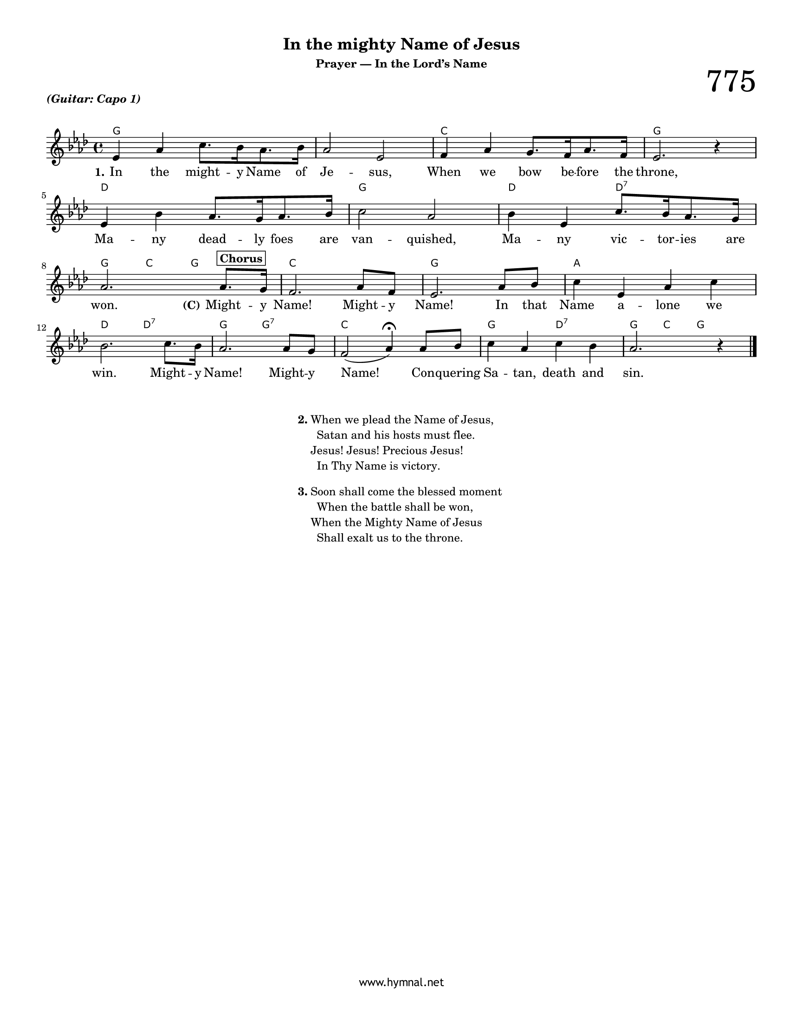 In the mighty Name of Jesus
Prayer — In the Lord's Name
775
(Guitar: Capo 1)
G C G
1. In the might - y Name of Je - sus, When we bow be-fore the throne,
5
D G D D7
Ma - ny dead - ly foes are van - quished, Ma - ny vic - tor-ies are
8
G C G Chorus C G A
won. (C) Might - y Name! Might - y Name! In that Name a - lone we
12
D D7 G G7 C G D7 G C G
win. Might - y Name! Might-y Name! Conquering Sa - tan, death and sin.
2. When we plead the Name of Jesus,
Satan and his hosts must flee.
Jesus! Jesus! Precious Jesus!
In Thy Name is victory.
3. Soon shall come the blessed moment
When the battle shall be won,
When the Mighty Name of Jesus
Shall exalt us to the throne.
www.hymnal.net